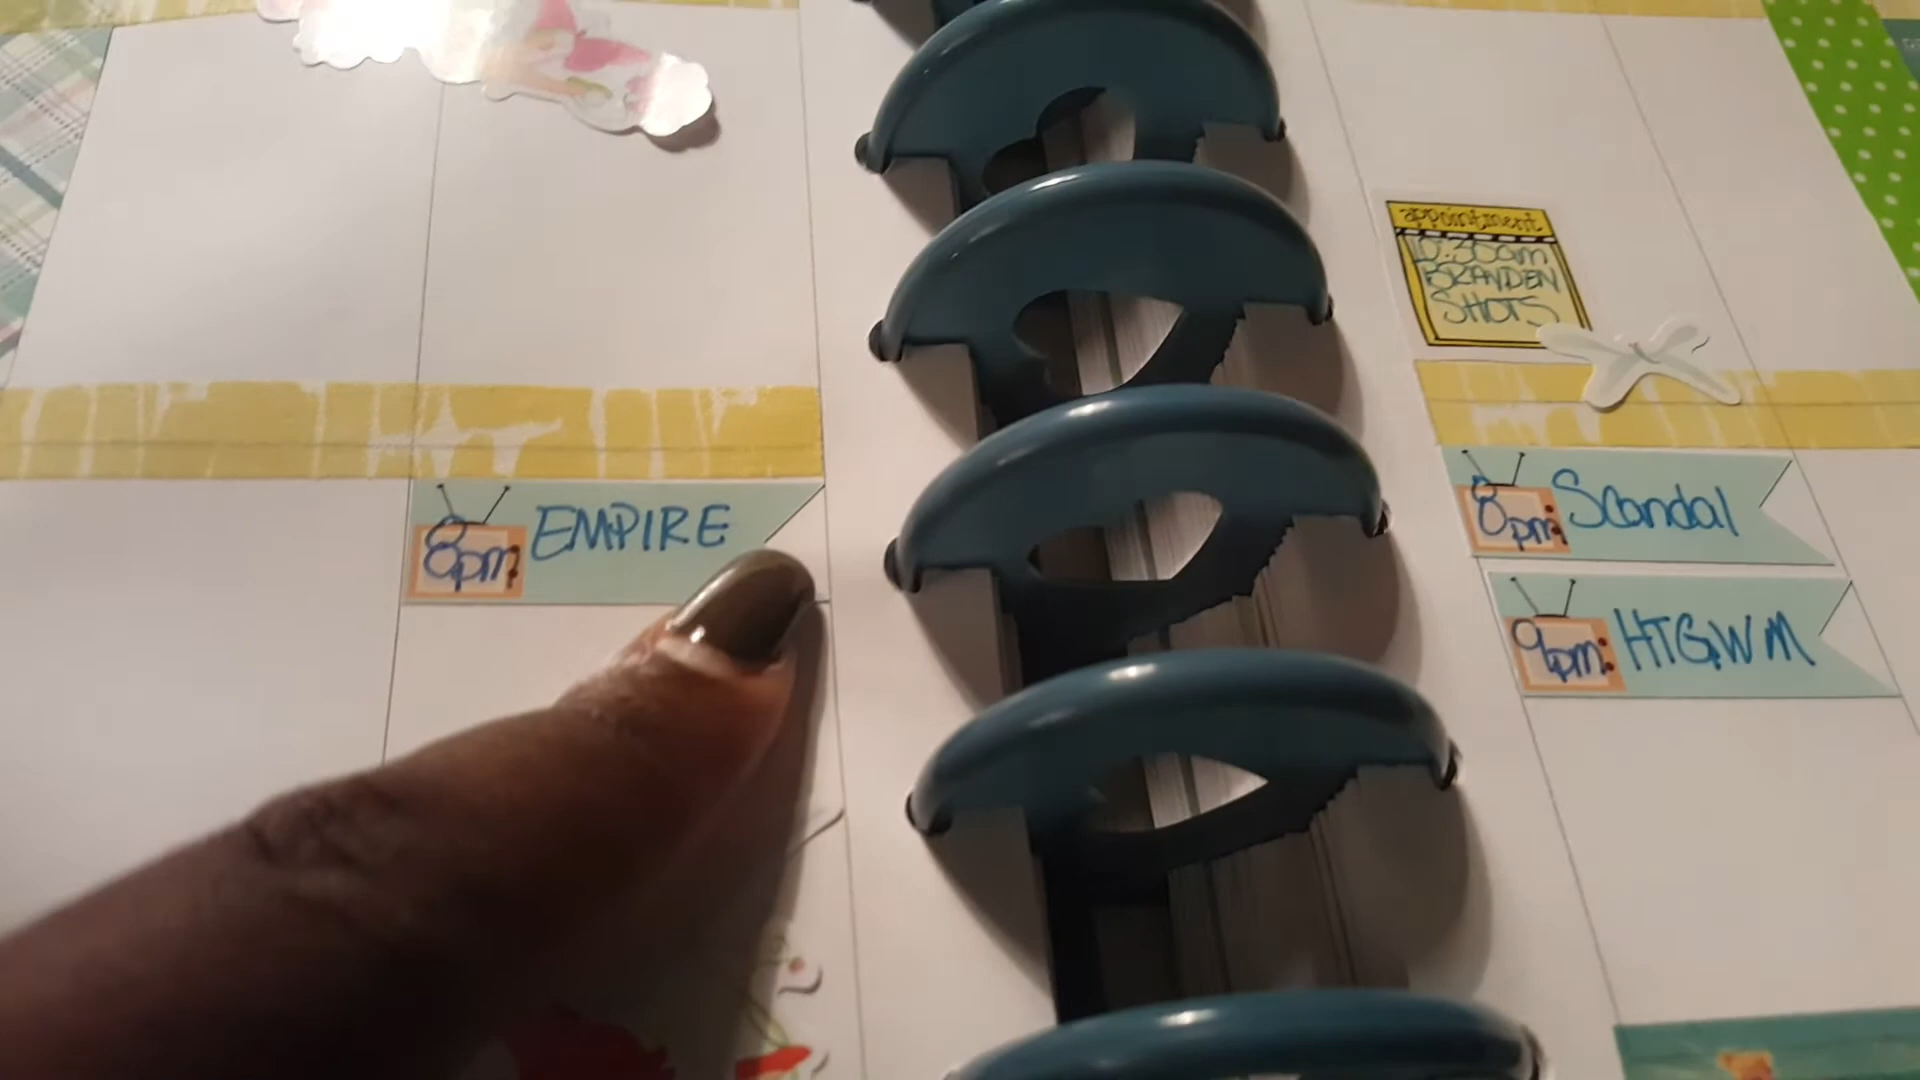 8pm: EMPIRE
appointment
10:30am
BRANDEN
SHOTS
8pm: Scandal
9pm: HTGWM